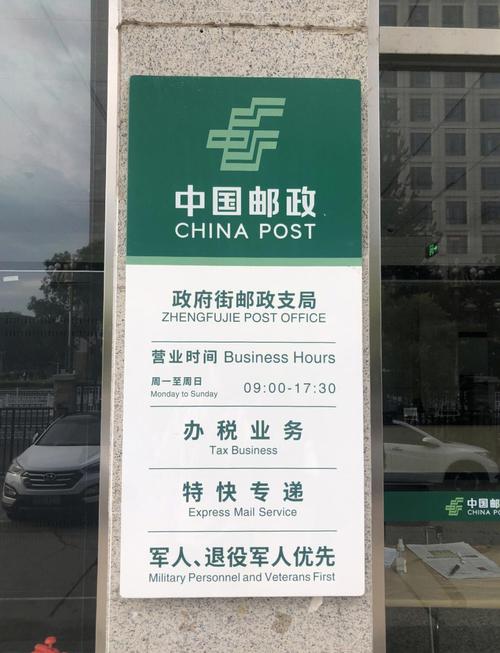 中国邮政
CHINA POST
政府街邮政支局
ZHENGFUJIE POST OFFICE
营业时间 Business Hours
周一至周日 09:00-17:30
Monday to Sunday
办税业务
Tax Business
特快专递
Express Mail Service
军人、退役军人优先
Military Personnel and Veterans First
中国邮
CHINA POS